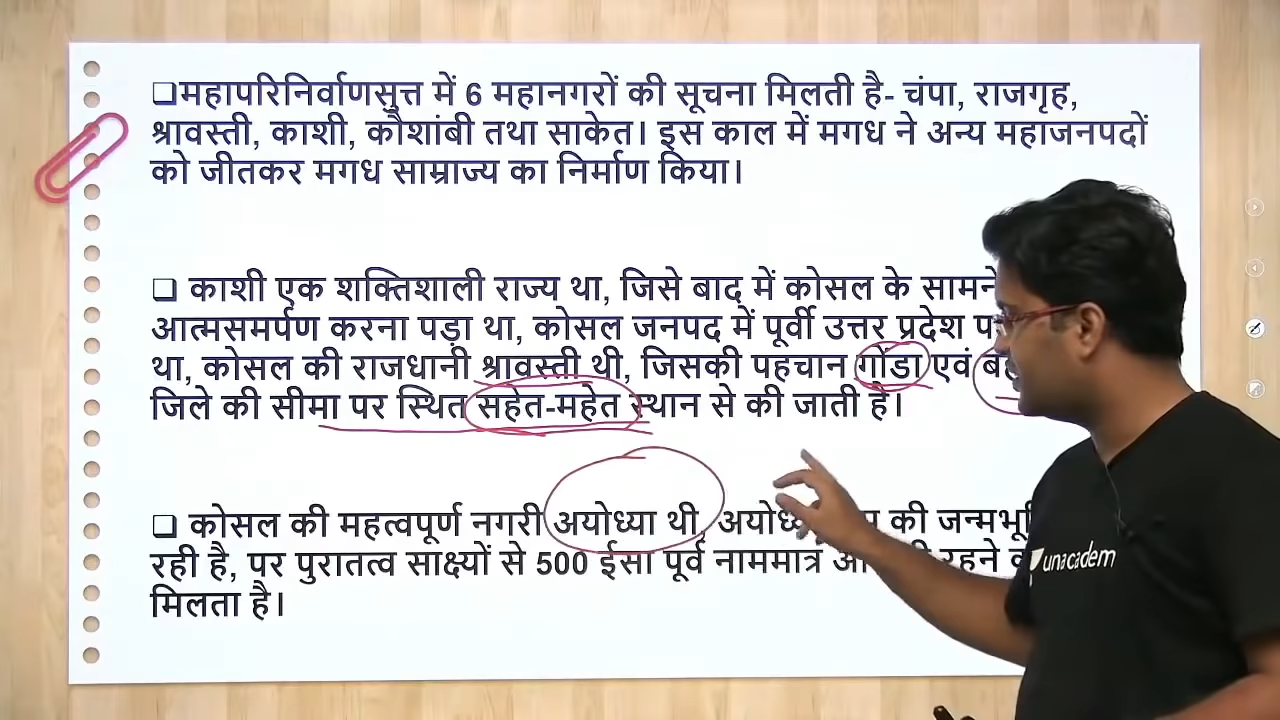 ❑महापरिनिर्वाणसुत्त में 6 महानगरों की सूचना मिलती है- चंपा, राजगृह,
श्रावस्ती, काशी, कौशांबी तथा साकेत। इस काल में मगध ने अन्य महाजनपदों
को जीतकर मगध साम्राज्य का निर्माण किया।
❑ काशी एक शक्तिशाली राज्य था, जिसे बाद में कोसल के सामने
आत्मसमर्पण करना पड़ा था, कोसल जनपद में पूर्वी उत्तर प्रदेश
था, कोसल की राजधानी श्रावस्ती थी, जिसकी पहचान गोंडा एवं
जिले की सीमा पर स्थित सहेत-महेत स्थान से की जाती है।
❑ कोसल की महत्वपूर्ण नगरी अयोध्या थी, की
रही है, पर पुरातत्व साक्ष्यों से 500 ईसा पूर्व नाममात्र रहने
मिलता है।
unacadem